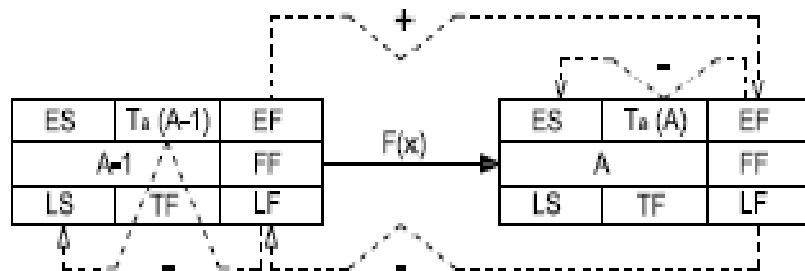 +
-
ES Ta (A-1) EF
ES Ta (A) EF
A-1 FF
F(x)
A FF
LS TF LF
LS TF LF
-
-